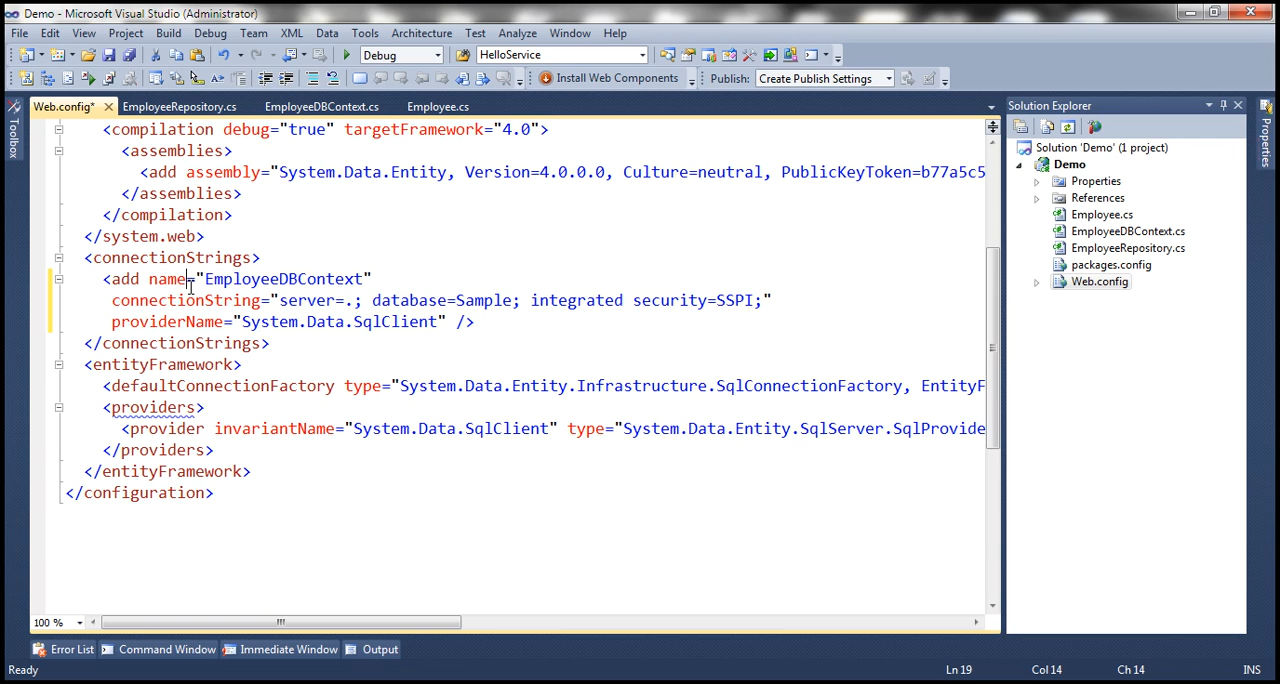 Demo - Microsoft Visual Studio (Administrator)
File Edit View Project Build Debug Team XML Data Tools Architecture Test Analyze Window Help
Debug HelloService
Install Web Components Publish: Create Publish Settings
Web.config* EmployeeRepository.cs EmployeeDBContext.cs Employee.cs
Toolbox
<compilation debug="true" targetFramework="4.0">
<assemblies>
<add assembly="System.Data.Entity, Version=4.0.0.0, Culture=neutral, PublicKeyToken=b77a5c5
</assemblies>
</compilation>
</system.web>
<connectionStrings>
<add name="EmployeeDBContext"
connectionString="server=.; database=Sample; integrated security=SSPI;"
providerName="System.Data.SqlClient" />
</connectionStrings>
<entityFramework>
<defaultConnectionFactory type="System.Data.Entity.Infrastructure.SqlConnectionFactory, EntityF
<providers>
<provider invariantName="System.Data.SqlClient" type="System.Data.Entity.SqlServer.SqlProvide
</providers>
</entityFramework>
</configuration>
100 %
Solution Explorer
Solution 'Demo' (1 project)
Demo
Properties
References
Employee.cs
EmployeeDBContext.cs
EmployeeRepository.cs
packages.config
Web.config
Properties
Error List Command Window Immediate Window Output
Ready Ln 19 Col 14 Ch 14 INS